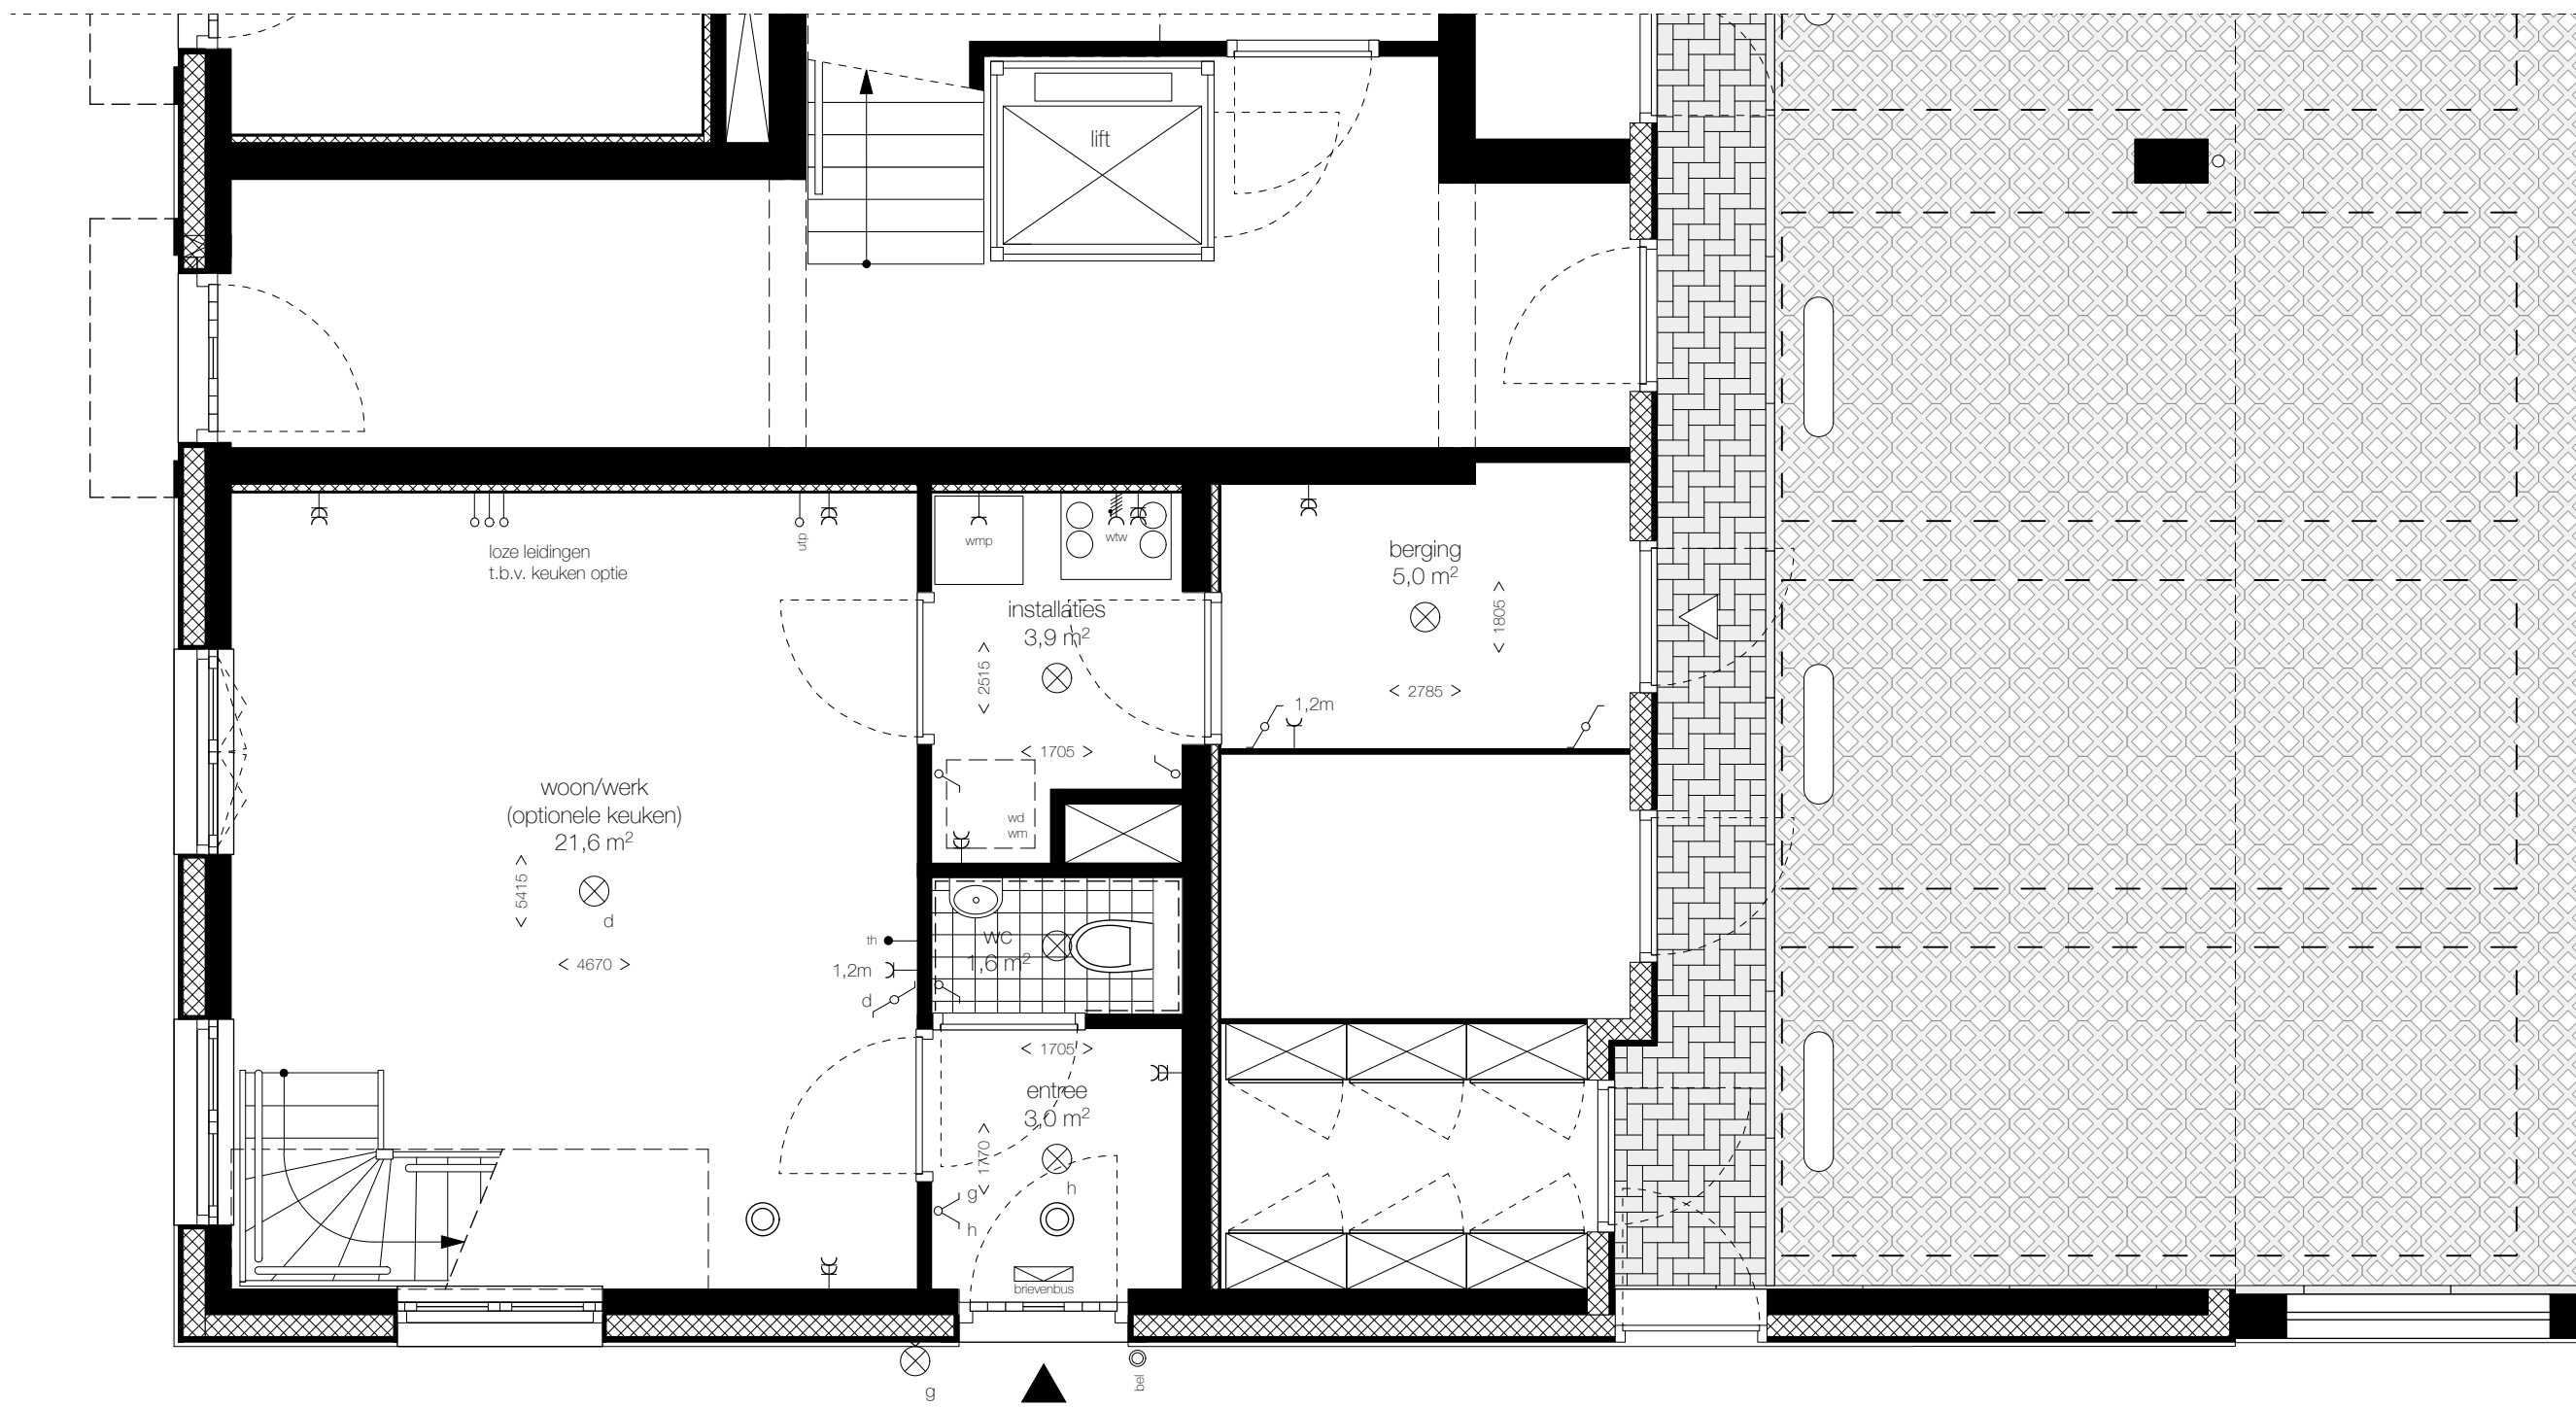 lift
loze leidingen
t.b.v. keuken optie
utp
wmp
wtw
installaties
3,9 m²
< 2515 >
< 1705 >
wd
wm
berging
5,0 m²
< 1805 >
< 2785 >
1,2m
woon/werk
(optionele keuken)
21,6 m²
< 5415 >
d
< 4670 >
th
1,2m
d
wc
1,6 m²
< 1705 >
entree
3,0 m²
< 1770 >
g
h
h
brievenbus
g
bel